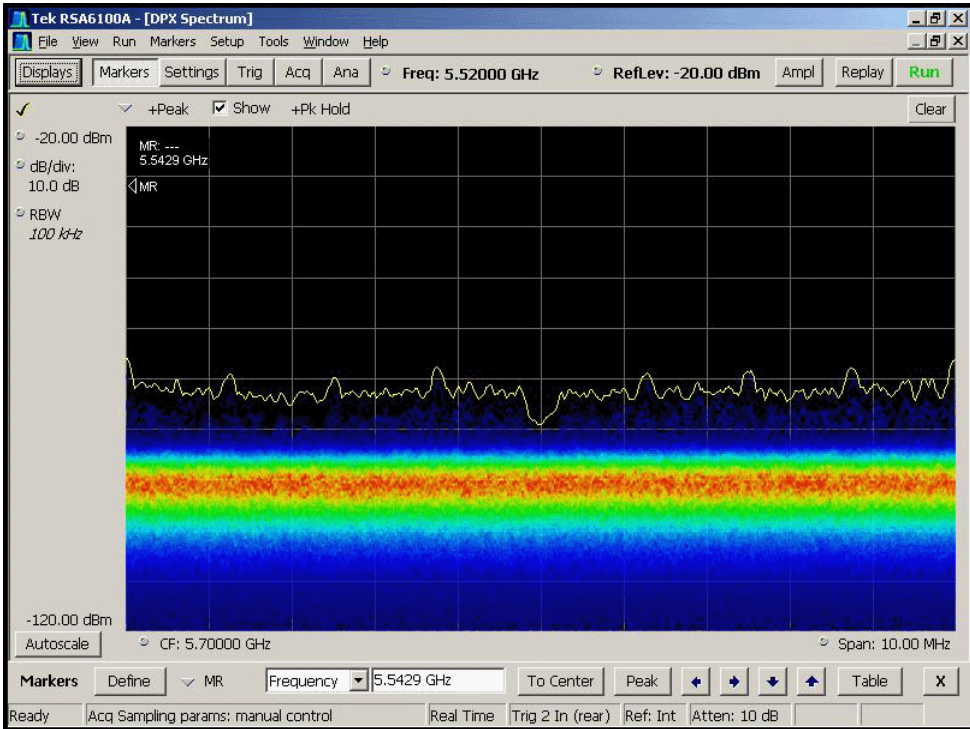 Tek RSA6100A - [DPX Spectrum]
File View Run Markers Setup Tools Window Help
Displays Markers Settings Trig Acq Ana Freq: 5.52000 GHz RefLev: -20.00 dBm Ampl Replay Run
+Peak Show +Pk Hold Clear
-20.00 dBm
dB/div:
10.0 dB
RBW
100 kHz
MR: ---
5.5429 GHz
MR
-120.00 dBm
Autoscale CF: 5.70000 GHz Span: 10.00 MHz
Markers Define MR Frequency 5.5429 GHz To Center Peak Table X
Ready Acq Sampling params: manual control Real Time Trig 2 In (rear) Ref: Int Atten: 10 dB